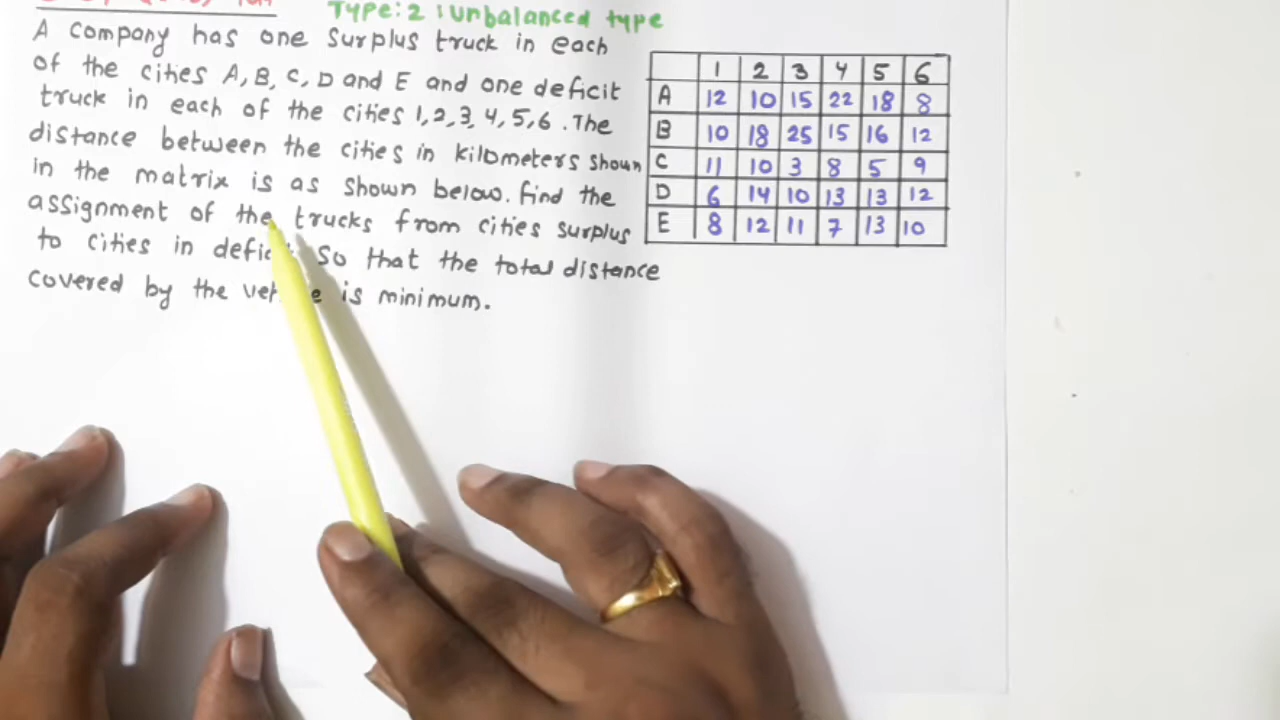 Type: 2 : Unbalanced type
A company has one surplus truck in each
of the cities A, B, C, D and E and one deficit
truck in each of the cities 1, 2, 3, 4, 5, 6. The
distance between the cities in kilometers shown
in the matrix is as shown below. find the
assignment of the trucks from cities surplus
to cities in So that the total distance
covered by the is minimum.
1 2 3 4 5 6
A 12 10 15 22 18 8
B 10 18 25 15 16 12
C 11 10 3 8 5 9
D 6 14 10 13 13 12
E 8 12 11 7 13 10